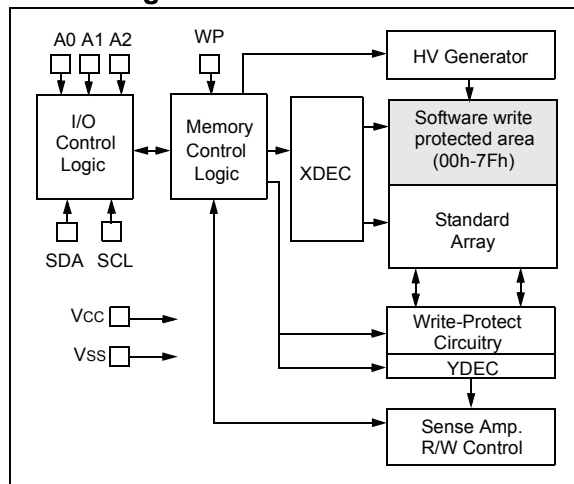 A0 A1 A2
WP
HV Generator
I/O
Control
Logic
Memory
Control
Logic
XDEC
Software write
protected area
(00h-7Fh)
Standard
Array
SDA SCL
VCC
VSS
Write-Protect
Circuitry
YDEC
Sense Amp.
R/W Control